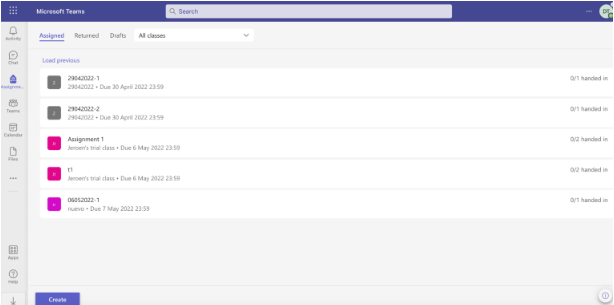 Microsoft Teams
Search
Activity
Chat
Assignm...
Teams
Calendar
Files
Apps
Help
Assigned Returned Drafts All classes
Load previous
29042022-1
29042022 • Due 30 April 2022 23:59
0/1 handed in
29042022-2
29042022 • Due 30 April 2022 23:59
0/1 handed in
Assignment 1
Jeroen's trial class • Due 6 May 2022 23:59
0/2 handed in
t1
Jeroen's trial class • Due 6 May 2022 23:59
0/2 handed in
06052022-1
nuevo • Due 7 May 2022 23:59
0/1 handed in
Create